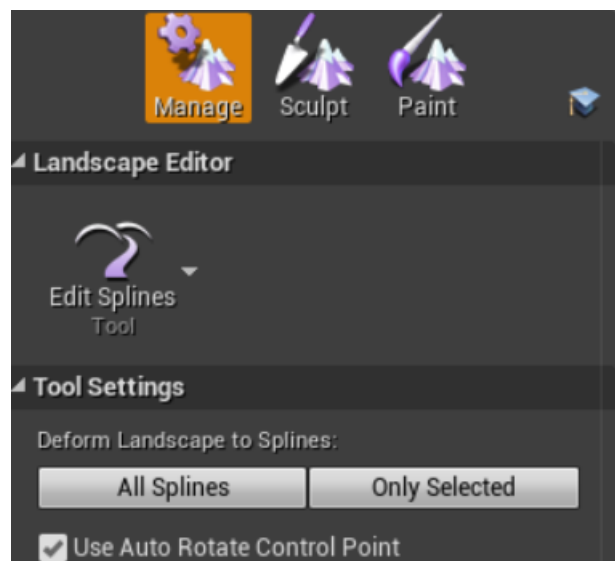 Manage Sculpt Paint
Landscape Editor
Edit Splines
Tool
Tool Settings
Deform Landscape to Splines:
All Splines Only Selected
Use Auto Rotate Control Point